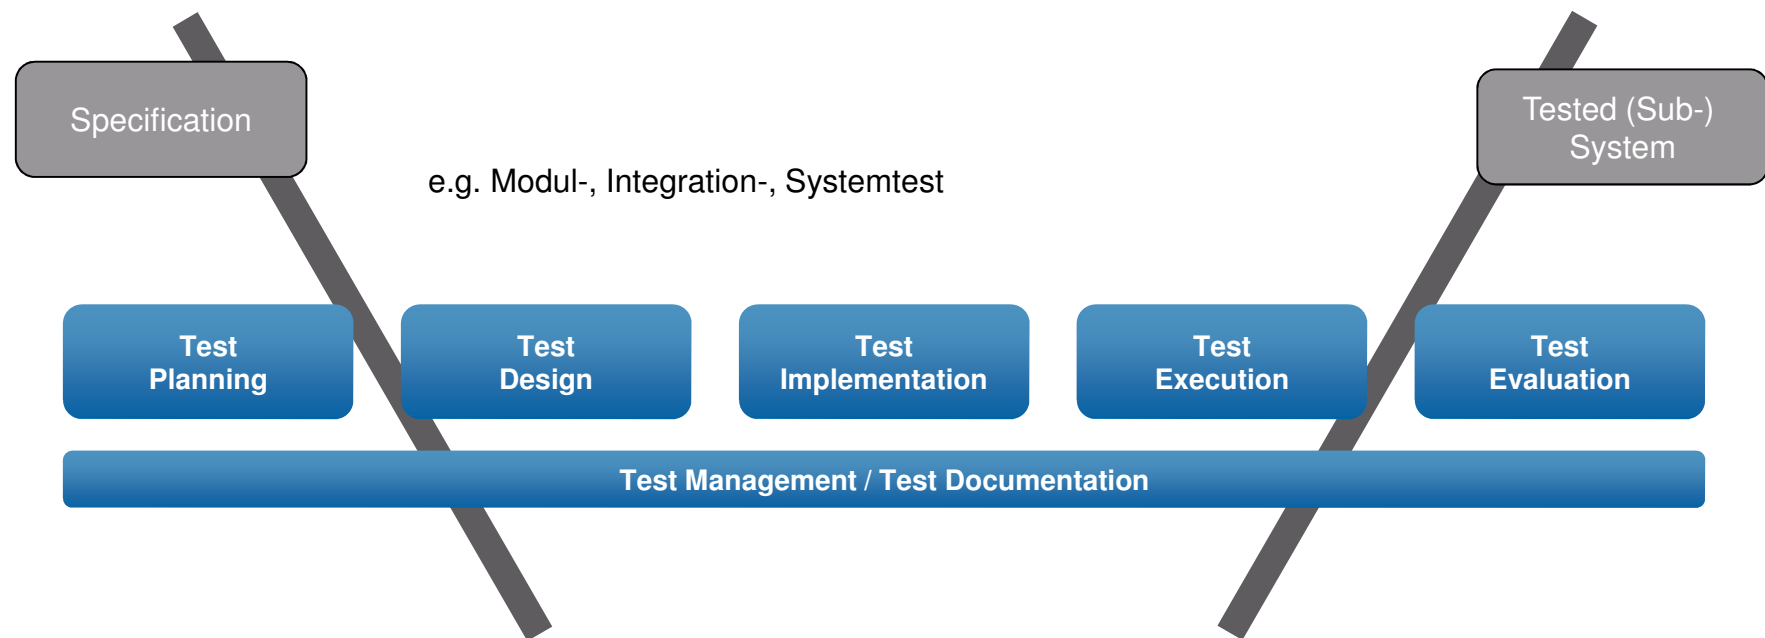 Specification
Tested (Sub-)
System
e.g. Modul-, Integration-, Systemtest
Test
Planning
Test
Design
Test
Implementation
Test
Execution
Test
Evaluation
Test Management / Test Documentation